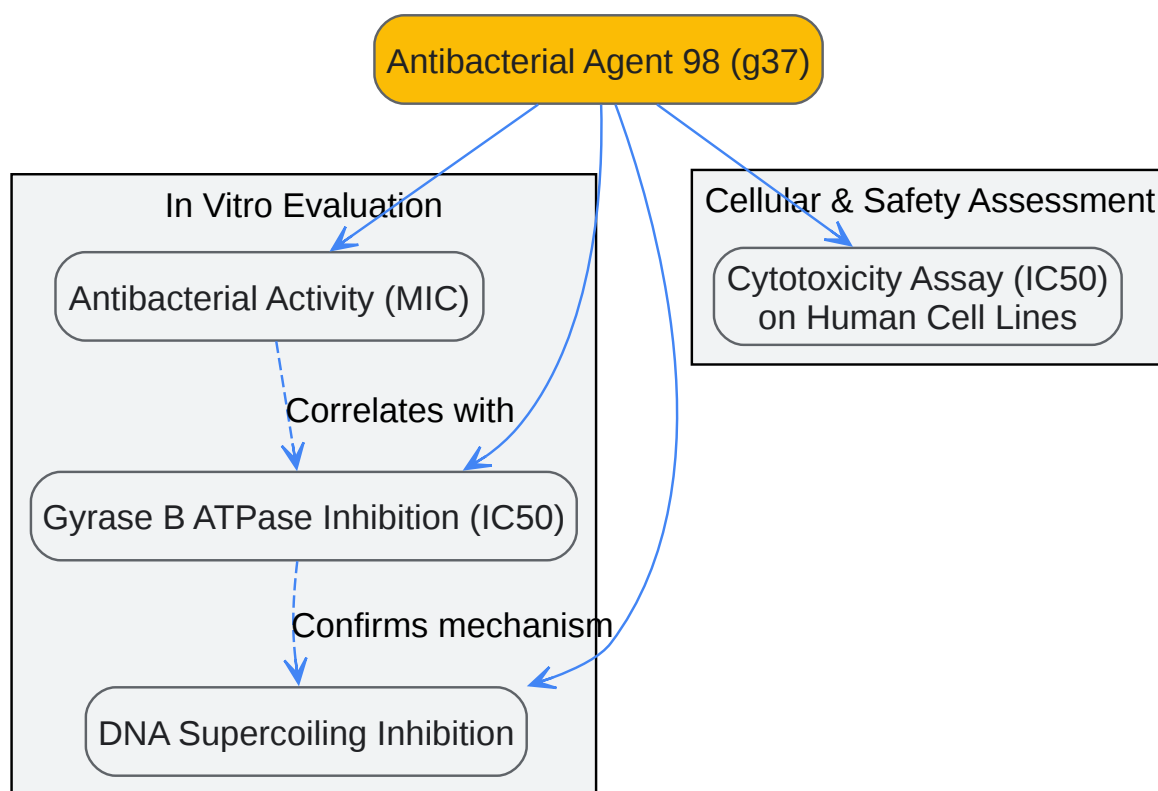 Antibacterial Agent 98 (g37)
In Vitro Evaluation
Cellular & Safety Assessment
Antibacterial Activity (MIC)
Cytotoxicity Assay (IC50)
on Human Cell Lines
Correlates with
Gyrase B ATPase Inhibition (IC50)
Confirms mechanism
DNA Supercoiling Inhibition